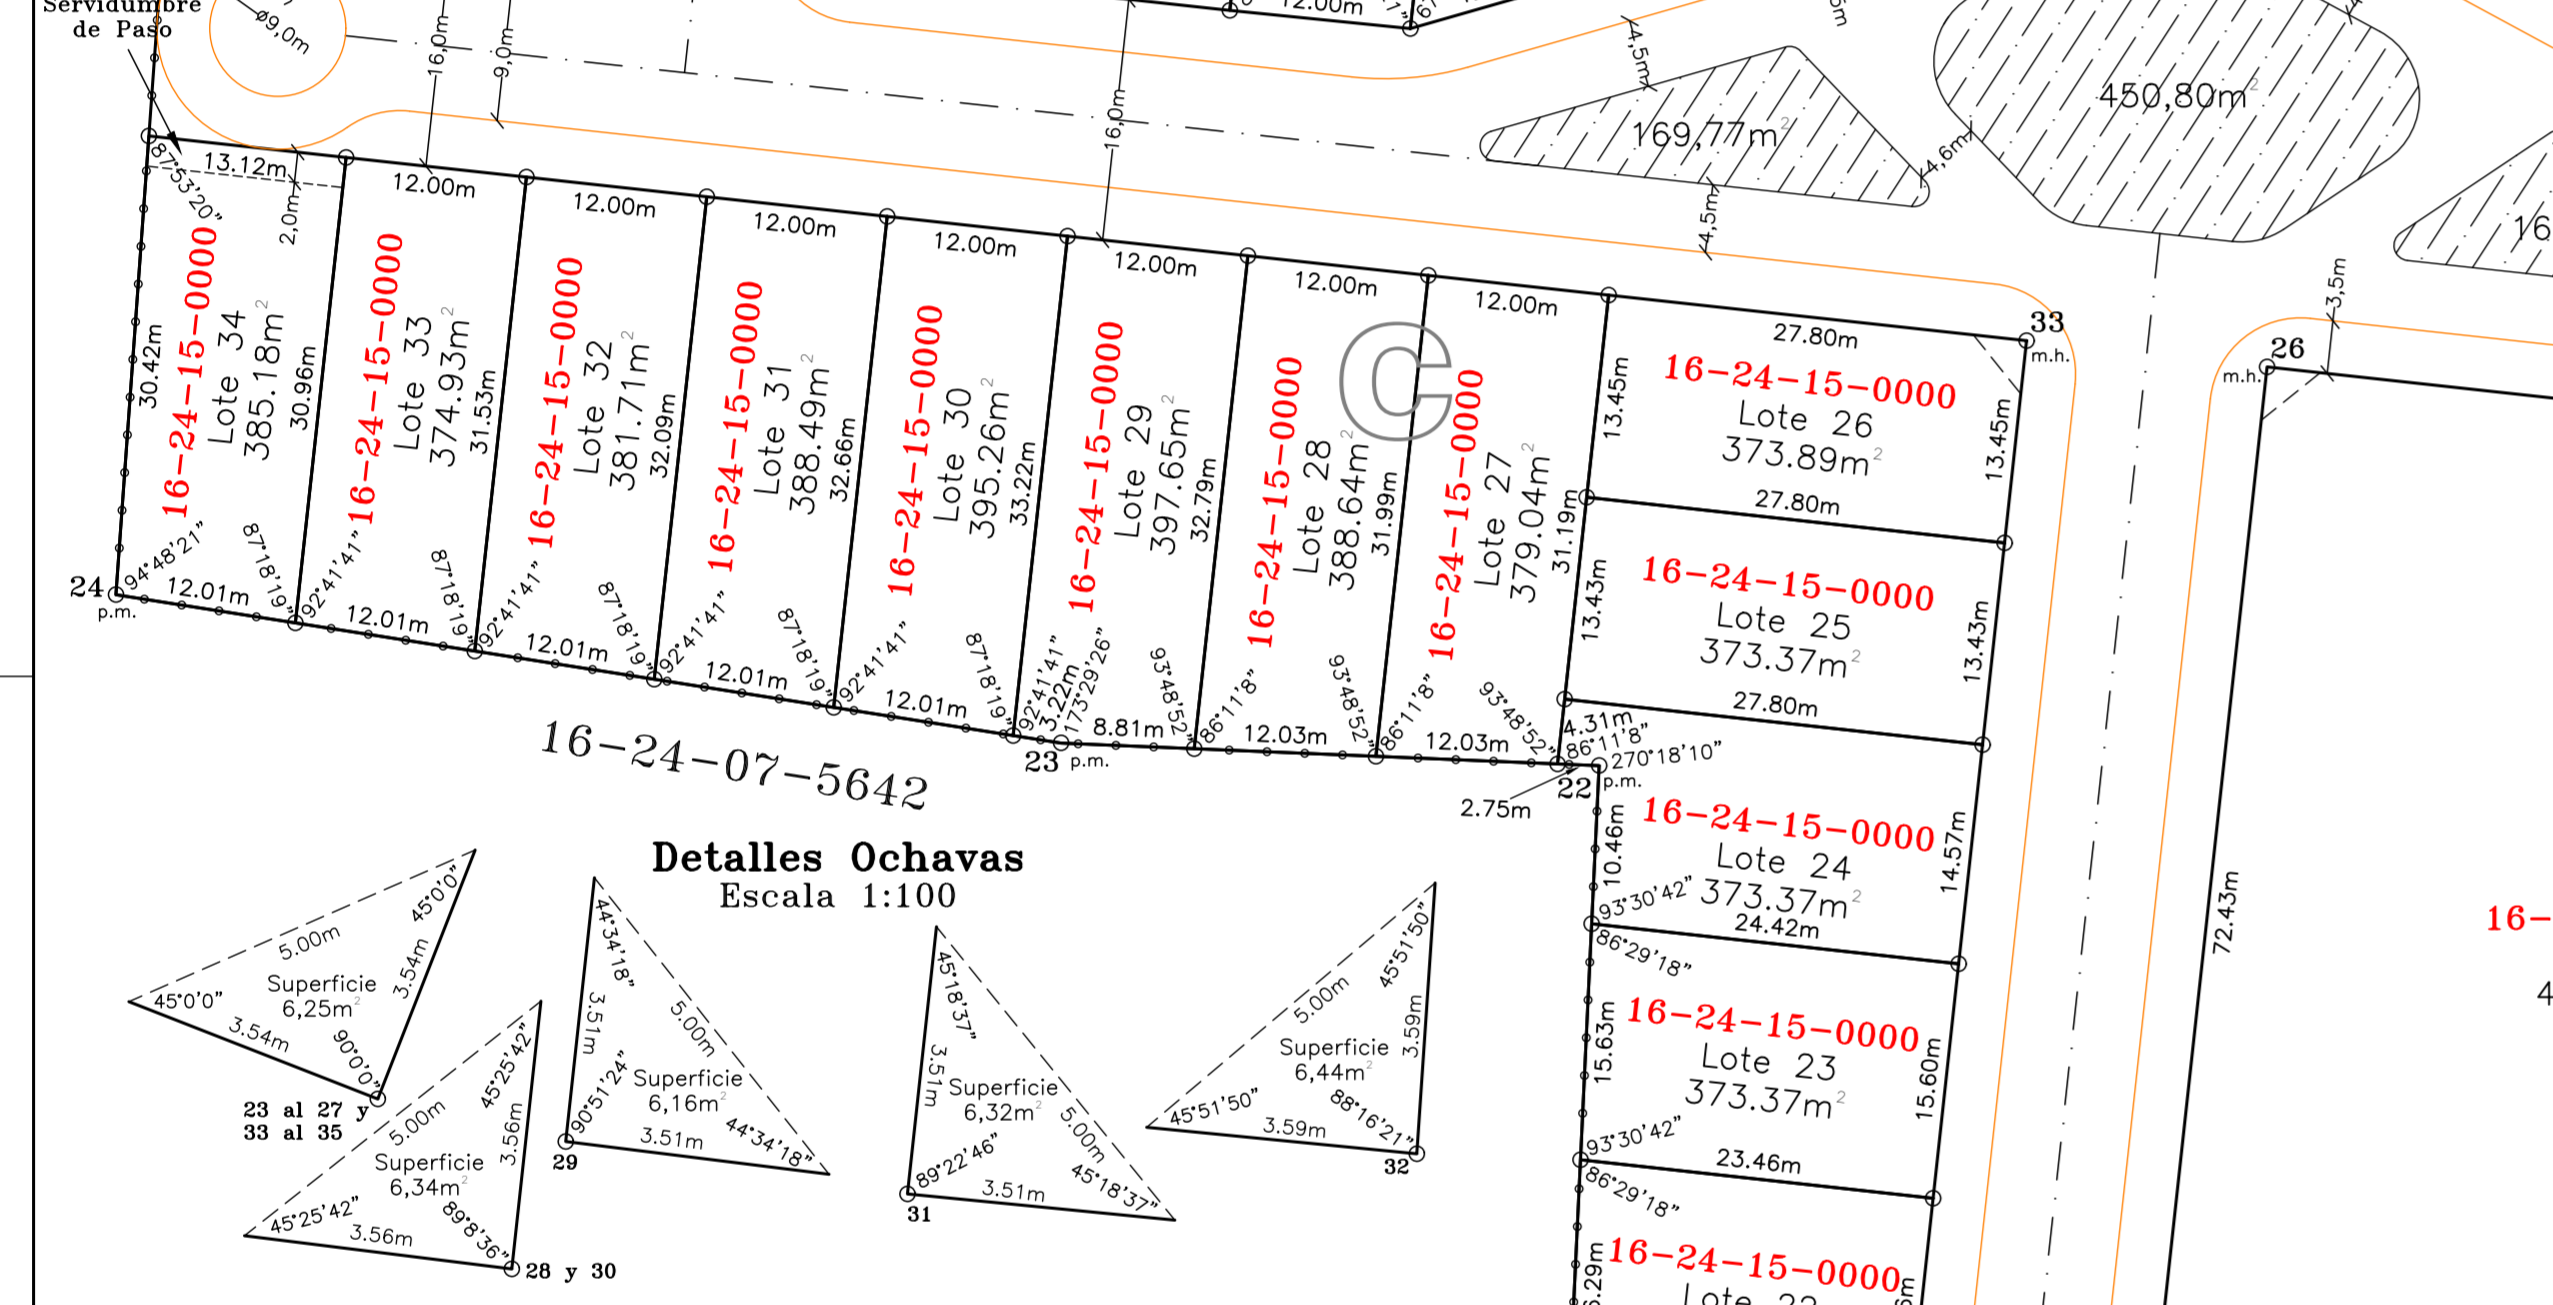 Servidumbre
de Paso
ø9,0m
16,0m
9,0m
12.00m
16,0m
4,5m
169,77m²
4,5m
4,6m
450,80m²
3,5m
13.12m
87°53'20"
2,0m
12.00m
12.00m
12.00m
12.00m
12.00m
12.00m
12.00m
27.80m
33
m.h.
26
m.h.
30.42m
16-24-15-0000
Lote 34
385.18m²
30.96m
16-24-15-0000
Lote 33
374.93m²
31.53m
16-24-15-0000
Lote 32
381.71m²
32.09m
16-24-15-0000
Lote 31
388.49m²
32.66m
16-24-15-0000
Lote 30
395.26m²
33.22m
16-24-15-0000
Lote 29
397.65m²
32.79m
16-24-15-0000
Lote 28
388.64m²
31.99m
C
16-24-15-0000
Lote 27
379.04m²
31.19m
13.45m
16-24-15-0000
Lote 26
373.89m²
13.45m
27.80m
13.43m
16-24-15-0000
Lote 25
373.37m²
13.43m
27.80m
24
p.m.
94°48'21"
12.01m
87°18'19"
92°41'41"
12.01m
87°18'19"
92°41'41"
12.01m
87°18'19"
92°41'41"
12.01m
87°18'19"
92°41'41"
12.01m
87°18'19"
92°41'41"
3.22m
173°29'26"
23 p.m.
8.81m
93°48'52"
86°11'8"
12.03m
93°48'52"
86°11'8"
12.03m
93°48'52"
4.31m
86°11'8"
270°18'10"
22 p.m.
2.75m
16-24-07-5642
10.46m
16-24-15-0000
Lote 24
373.37m²
14.57m
93°30'42"
24.42m
86°29'18"
15.63m
16-24-15-0000
Lote 23
373.37m²
15.60m
93°30'42"
23.46m
86°29'18"
16-24-15-0000
72.43m
Detalles Ochavas
Escala 1:100
5.00m
45°0'0"
45°0'0"
Superficie
6,25m²
3.54m
3.54m
90°0'0"
23 al 27 y
33 al 35
5.00m
45°25'42"
Superficie
6,34m²
3.56m
45°25'42"
3.56m
89°8'36"
28 y 30
44°34'18"
3.51m
5.00m
90°51'24"
Superficie
6,16m²
3.51m
44°34'18"
29
45°18'37"
3.51m
Superficie
6,32m²
5.00m
89°22'46"
3.51m
45°18'37"
31
5.00m
45°51'50"
Superficie
6,44m²
3.59m
45°51'50"
3.59m
88°16'21"
32